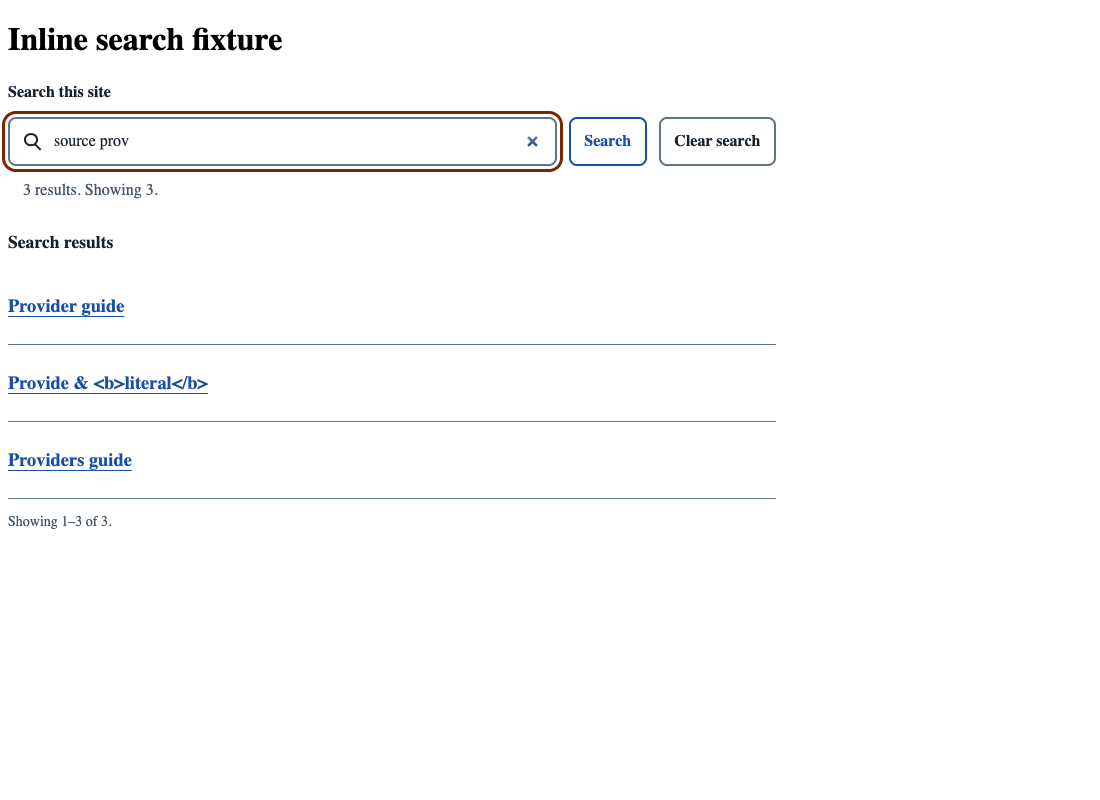 Inline search fixture
Search this site
source prov
Search
Clear search
3 results. Showing 3.
Search results
Provider guide
Provide & <b>literal</b>
Providers guide
Showing 1–3 of 3.